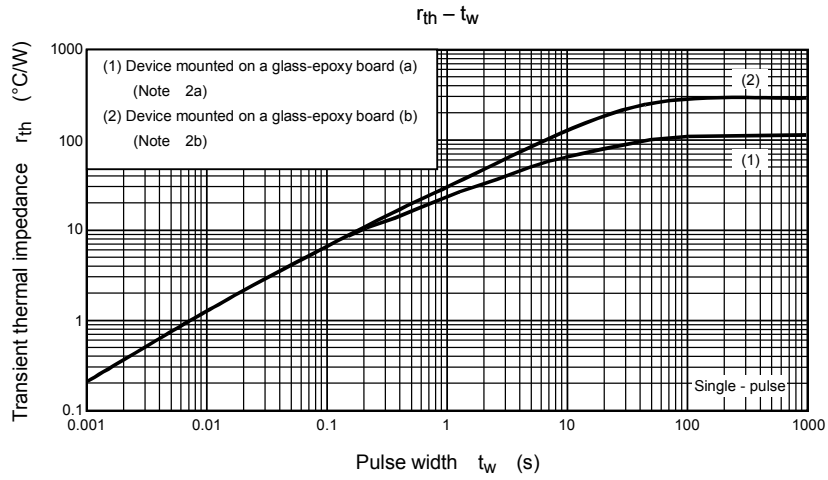 rth – tw
Transient thermal impedance rth (°C/W)
1000
100
10
1
0.1
(1) Device mounted on a glass-epoxy board (a)
(Note 2a)
(2) Device mounted on a glass-epoxy board (b)
(Note 2b)
(2)
(1)
Single - pulse
0.001
0.01
0.1
1
10
100
1000
Pulse width tw (s)